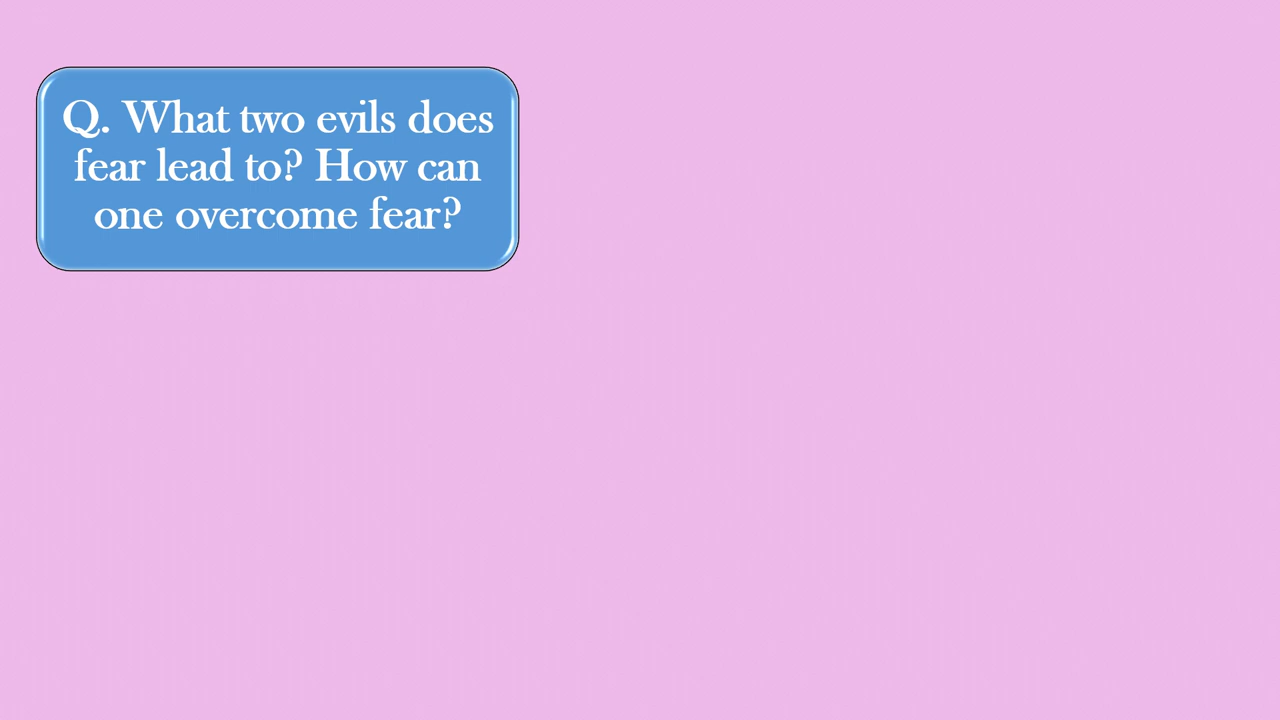 Q. What two evils does
fear lead to? How can
one overcome fear?